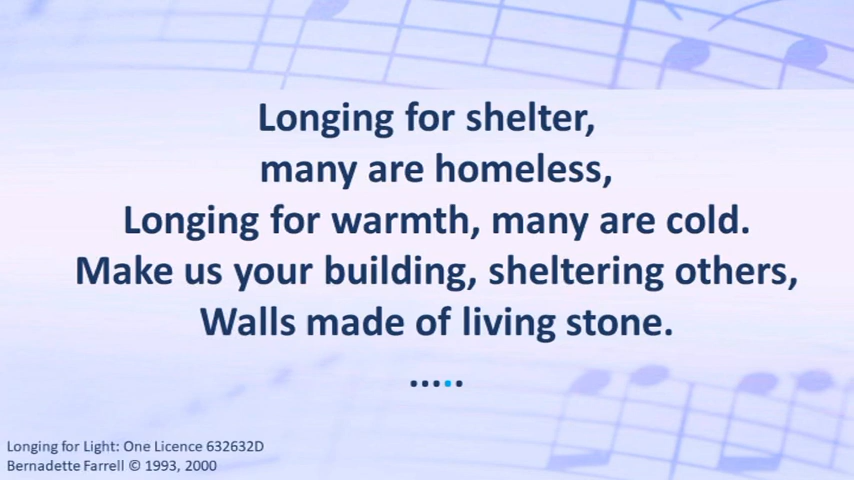 Longing for shelter,
many are homeless,
Longing for warmth, many are cold.
Make us your building, sheltering others,
Walls made of living stone.
.....
Longing for Light: One Licence 632632D
Bernadette Farrell © 1993, 2000